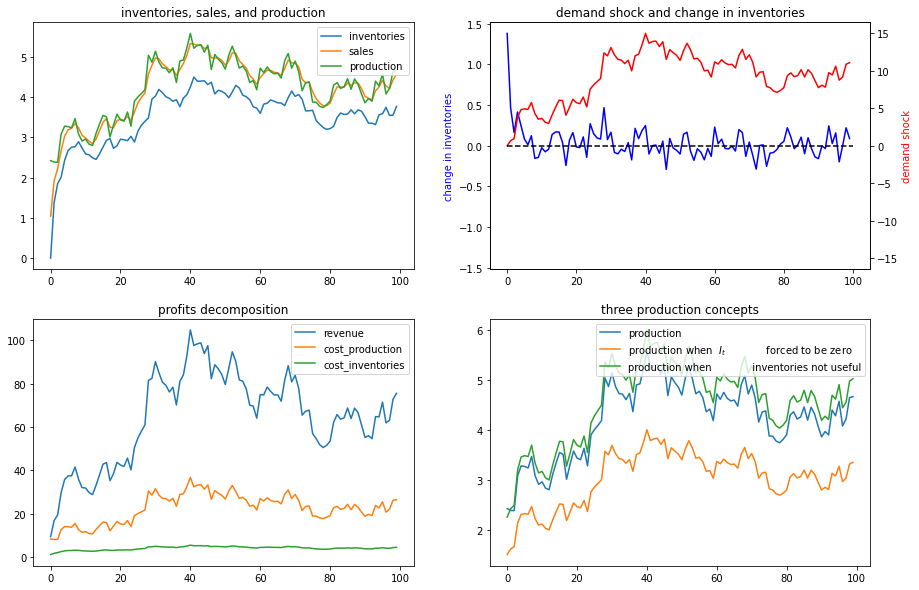 inventories, sales, and production
inventories
sales
production
5
4
3
2
1
0
0 20 40 60 80 100
demand shock and change in inventories
change in inventories
1.5
1.0
0.5
0.0
−0.5
−1.0
−1.5
15
10
5
0
−5
−10
−15
demand shock
0 20 40 60 80 100
profits decomposition
revenue
cost_production
cost_inventories
100
80
60
40
20
0
0 20 40 60 80 100
three production concepts
production
production when I_t forced to be zero
production when inventories not useful
6
5
4
3
2
0 20 40 60 80 100